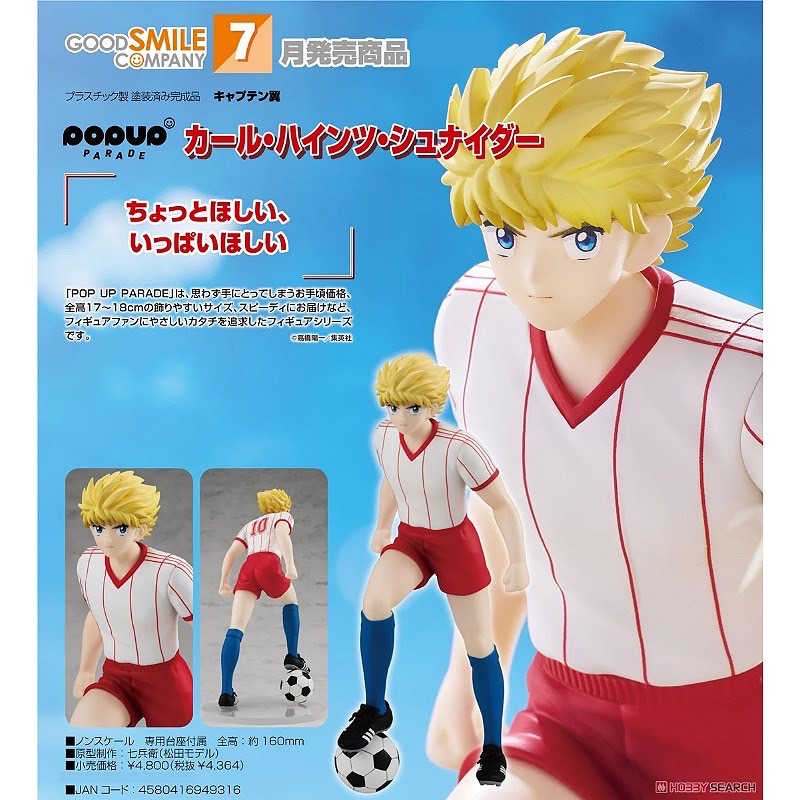 GOOD SMILE COMPANY 7月発売商品
プラスチック製 塗装済み完成品 キャプテン翼
POPUP PARADE カール・ハインツ・シュナイダー
ちょっとほしい、
いっぱいほしい
「POP UP PARADE」は、思わず手にとってしまうお手頃価格、
全高17〜18cmの飾りやすいサイズ、スピーディにお届けなど、
フィギュアファンにやさしいカタチを追求したフィギュアシリーズ
です。
©高橋陽一／集英社
10
■ノンスケール 専用台座付属 全高：約160mm
■原型制作：七兵衛(松田モデル)
■小売価格：￥4,800(税抜 ￥4,364)
■JAN コード：4580416949316
HOBBY SEARCH